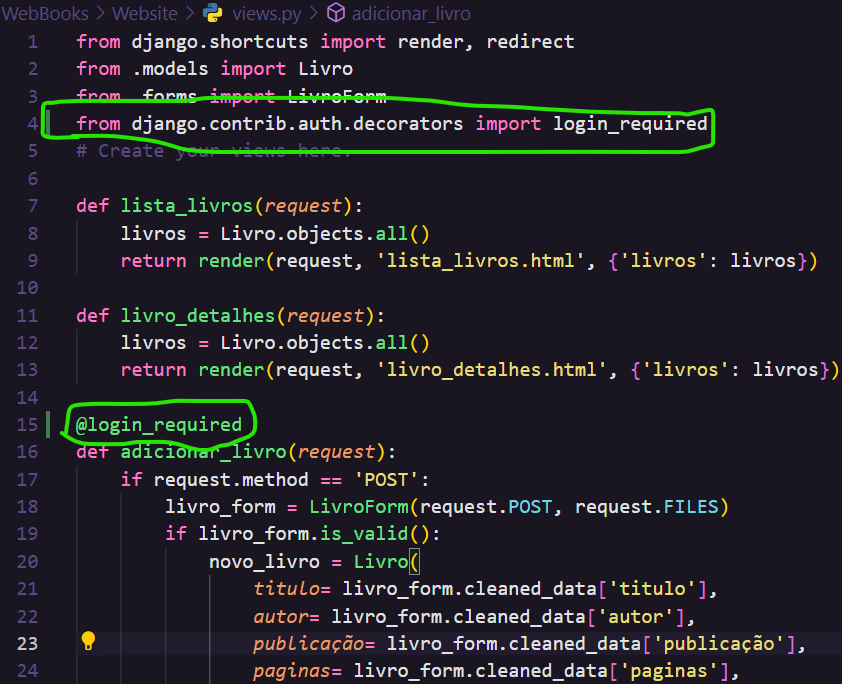 WebBooks > Website > views.py > adicionar_livro
1 from django.shortcuts import render, redirect
2 from .models import Livro
3 from .forms import LivroForm
4 from django.contrib.auth.decorators import login_required
5 # Create your views here.
6
7 def lista_livros(request):
8     livros = Livro.objects.all()
9     return render(request, 'lista_livros.html', {'livros': livros})
10
11 def livro_detalhes(request):
12     livros = Livro.objects.all()
13     return render(request, 'livro_detalhes.html', {'livros': livros})
14
15 @login_required
16 def adicionar_livro(request):
17     if request.method == 'POST':
18         livro_form = LivroForm(request.POST, request.FILES)
19         if livro_form.is_valid():
20             novo_livro = Livro(
21                 titulo= livro_form.cleaned_data['titulo'],
22                 autor= livro_form.cleaned_data['autor'],
23                 publicação= livro_form.cleaned_data['publicação'],
24                 paginas= livro_form.cleaned_data['paginas'],